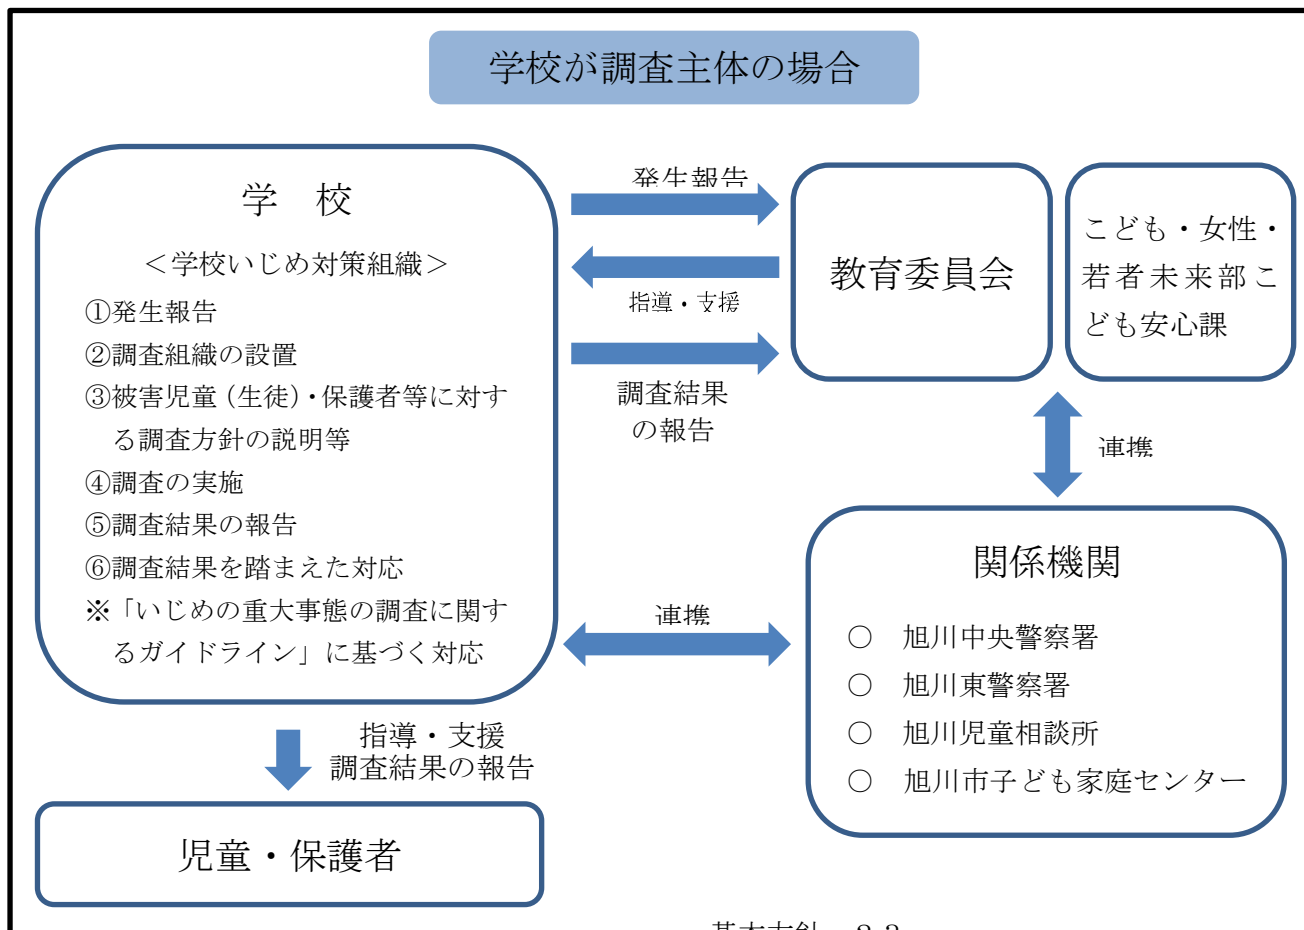 学校が調査主体の場合
学　校
＜学校いじめ対策組織＞
①発生報告
②調査組織の設置
③被害児童（生徒）・保護者等に対す
る調査方針の説明等
④調査の実施
⑤調査結果の報告
⑥調査結果を踏まえた対応
※「いじめの重大事態の調査に関す
るガイドライン」に基づく対応
発生報告
指導・支援
調査結果
の報告
教育委員会
こども・女性・
若者未来部こ
ども安心課
連携
連携
関係機関
○　旭川中央警察署
○　旭川東警察署
○　旭川児童相談所
○　旭川市子ども家庭センター
指導・支援
調査結果の報告
児童・保護者